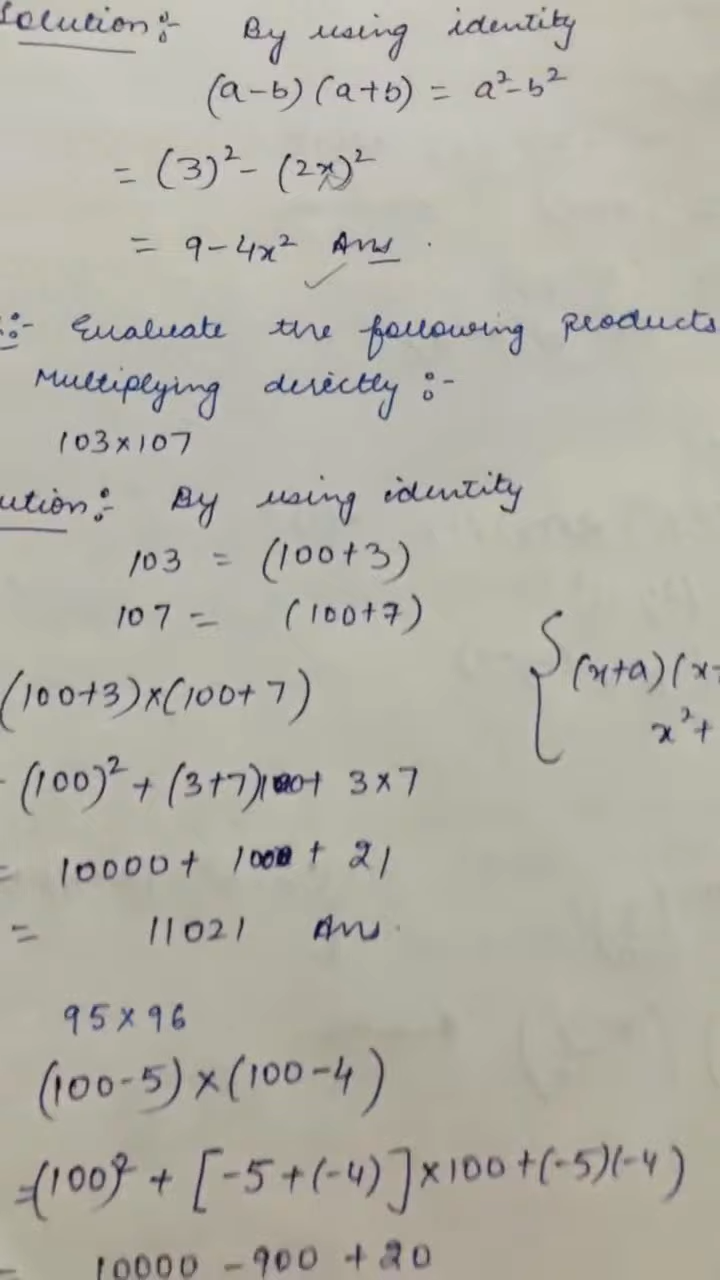 Solution:-   By using identity
(a-b) (a+b) = a²-b²
= (3)² - (2x)²
= 9 - 4x² Ans .
:- Evaluate the following products
Multiplying directly :-
103×107
ution:-   By using identity
103 = (100+3)
107 = (100+7)
(100+3)×(100+7)
{ (x+a) (x+
x² +
- (100)² + (3+7)100+ 3×7
= 10000 + 1000 + 21
= 11021 Ans.
95×96
(100-5)×(100-4)
=(100)² + [-5+(-4)]×100+(-5)(-4)
= 10000 - 900 + 20